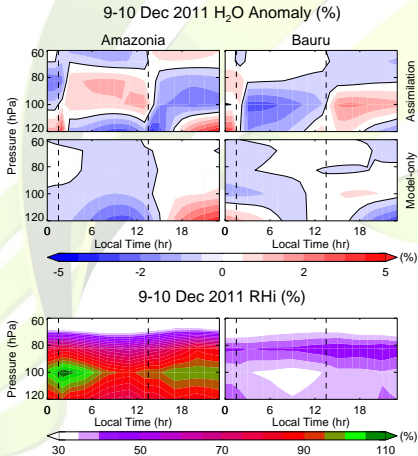 9-10 Dec 2011 H₂O Anomaly (%)
Amazonia Bauru
60
80
100
120
Assimilation
Pressure (hPa)
60
80
100
120
Model-only
0 6 12 18 0 6 12 18
Local Time (hr) Local Time (hr)
-5 -2 0 2 5 (%)
9-10 Dec 2011 RHi (%)
Pressure (hPa)
60
80
100
120
0 6 12 18 0 6 12 18
Local Time (hr) Local Time (hr)
30 50 70 90 110 (%)